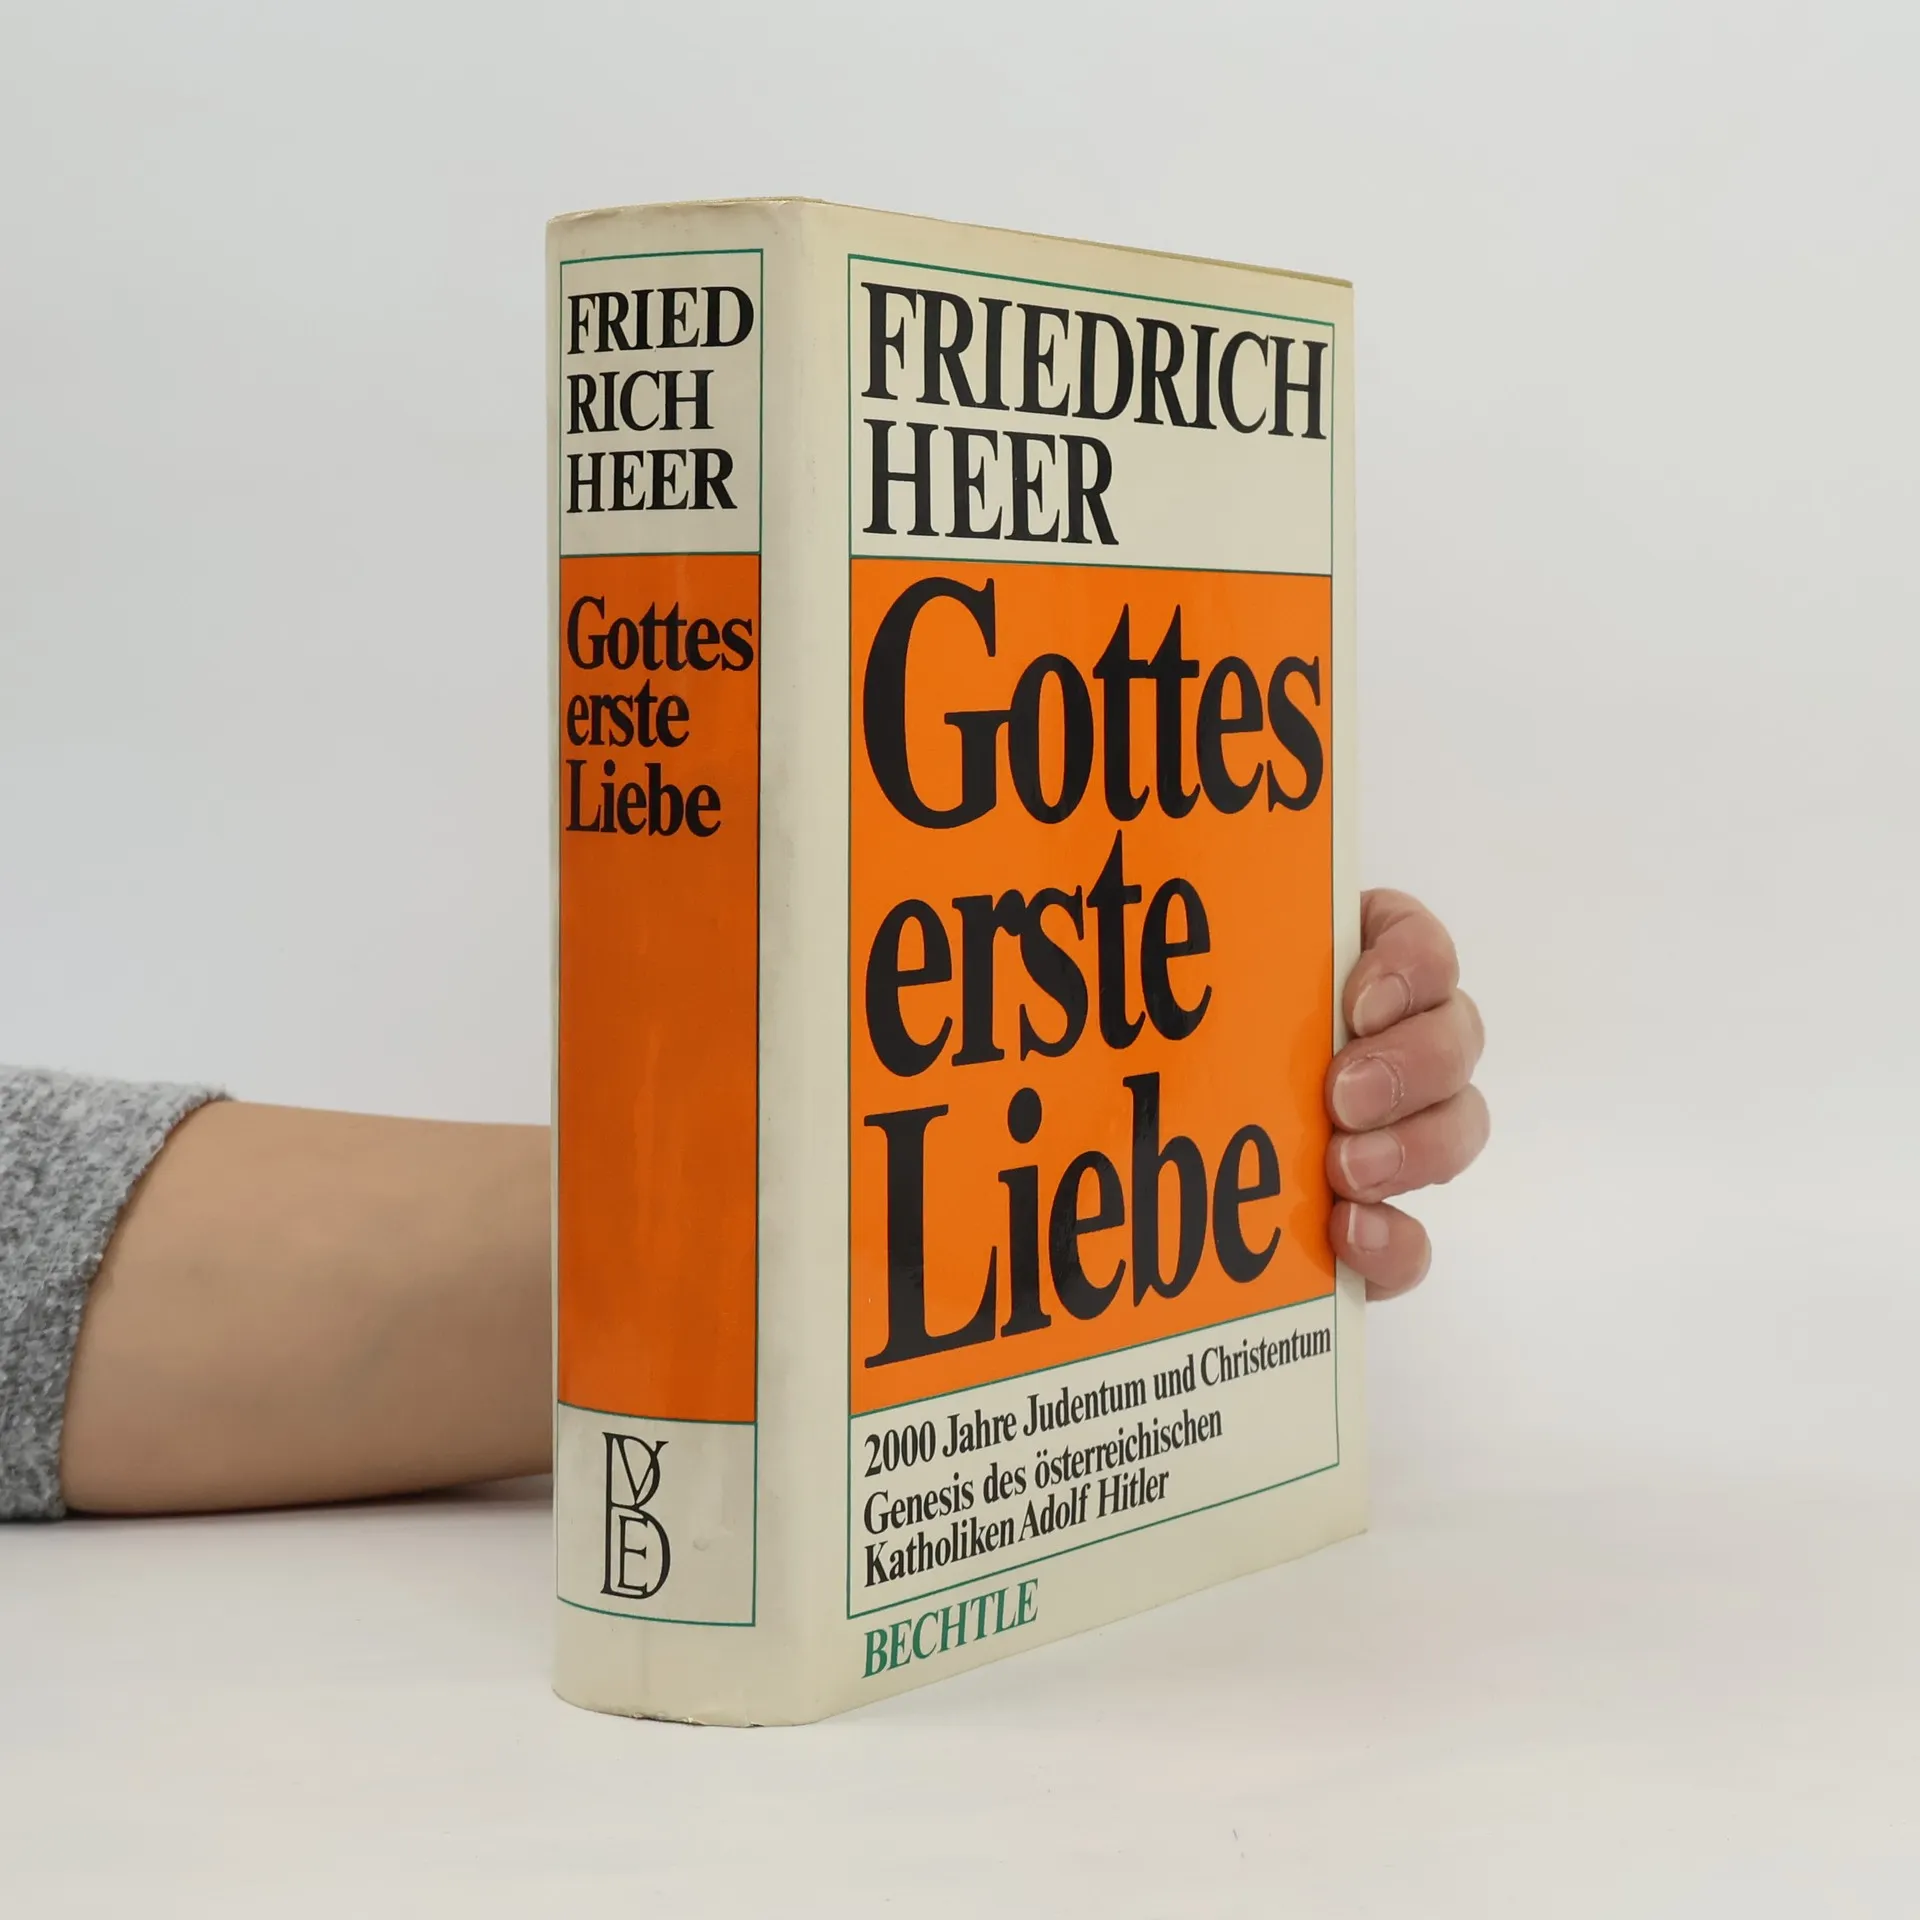 FRIED
RICH
HEER
Gottes
erste
Liebe
BVE
FRIEDRICH
HEER
Gottes
erste
Liebe
2000 Jahre Judentum und Christentum
Genesis des österreichischen
Katholiken Adolf Hitler
BECHTLE